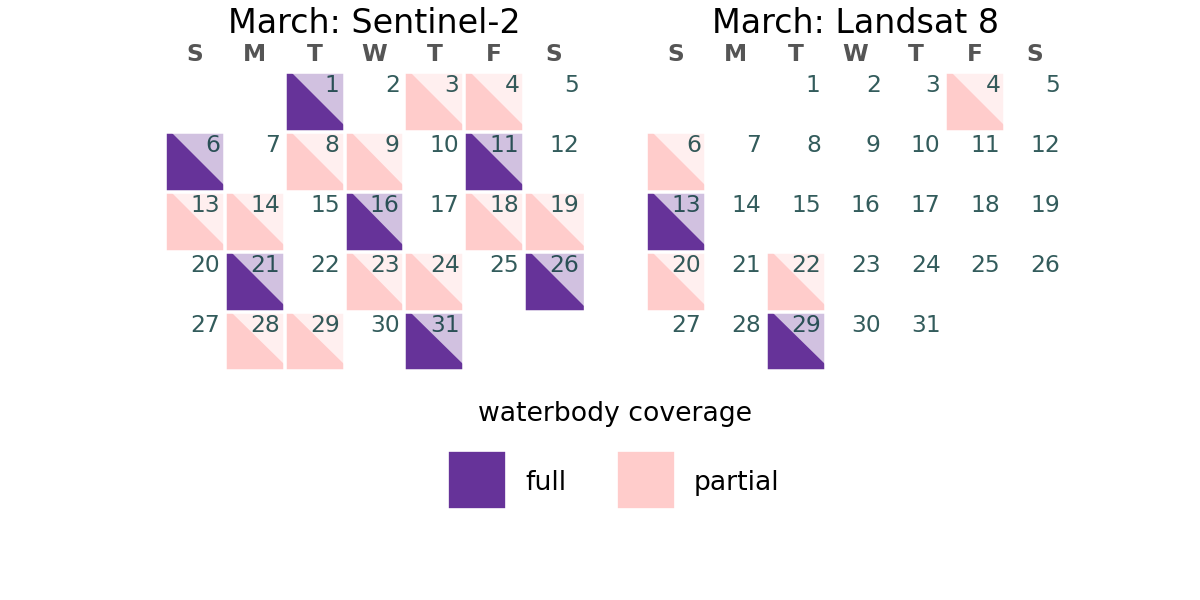 March: Sentinel-2
S M T W T F S
1 2 3 4 5
6 7 8 9 10 11 12
13 14 15 16 17 18 19
20 21 22 23 24 25 26
27 28 29 30 31
March: Landsat 8
S M T W T F S
1 2 3 4 5
6 7 8 9 10 11 12
13 14 15 16 17 18 19
20 21 22 23 24 25 26
27 28 29 30 31
waterbody coverage
full partial